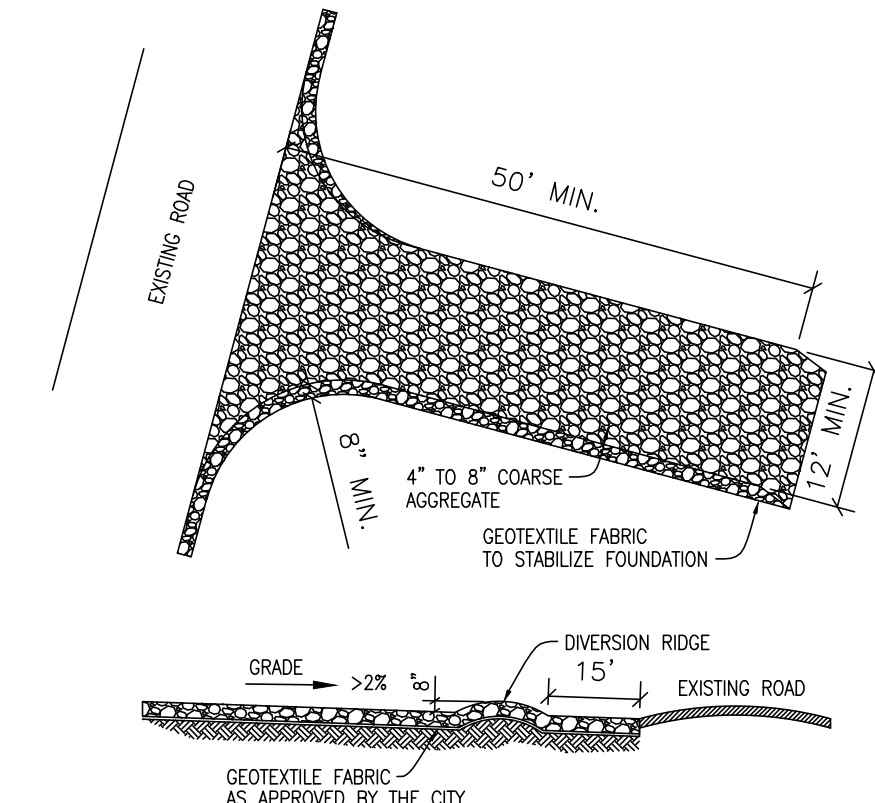 50' MIN.
EXISTING ROAD
12' MIN.
8" MIN.
4" TO 8" COARSE
AGGREGATE
GEOTEXTILE FABRIC
TO STABILIZE FOUNDATION
DIVERSION RIDGE
GRADE
>2%
8"
15'
EXISTING ROAD
GEOTEXTILE FABRIC
AS APPROVED BY THE CITY